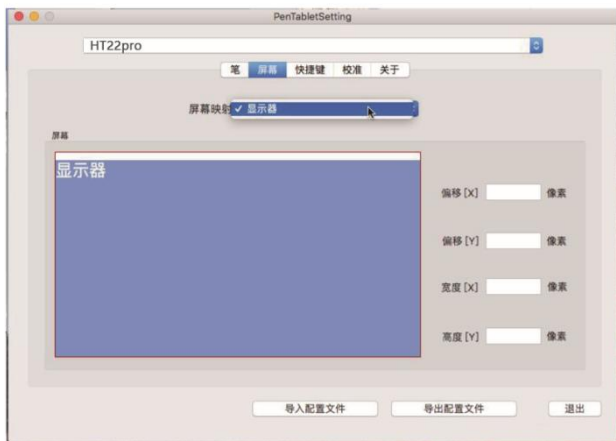 PenTabletSetting
HT22pro
笔 屏幕 快捷键 校准 关于
屏幕映射 ✓ 显示器
屏幕
显示器
偏移 [X] 像素
偏移 [Y] 像素
宽度 [X] 像素
高度 [Y] 像素
导入配置文件 导出配置文件 退出